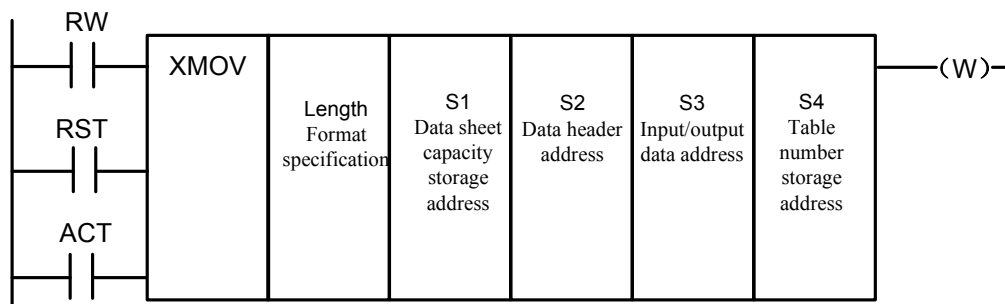 RW
RST
ACT
XMOV
Length
Format
specification
S1
Data sheet
capacity
storage
address
S2
Data header
address
S3
Input/output
data address
S4
Table
number
storage
address
(W)